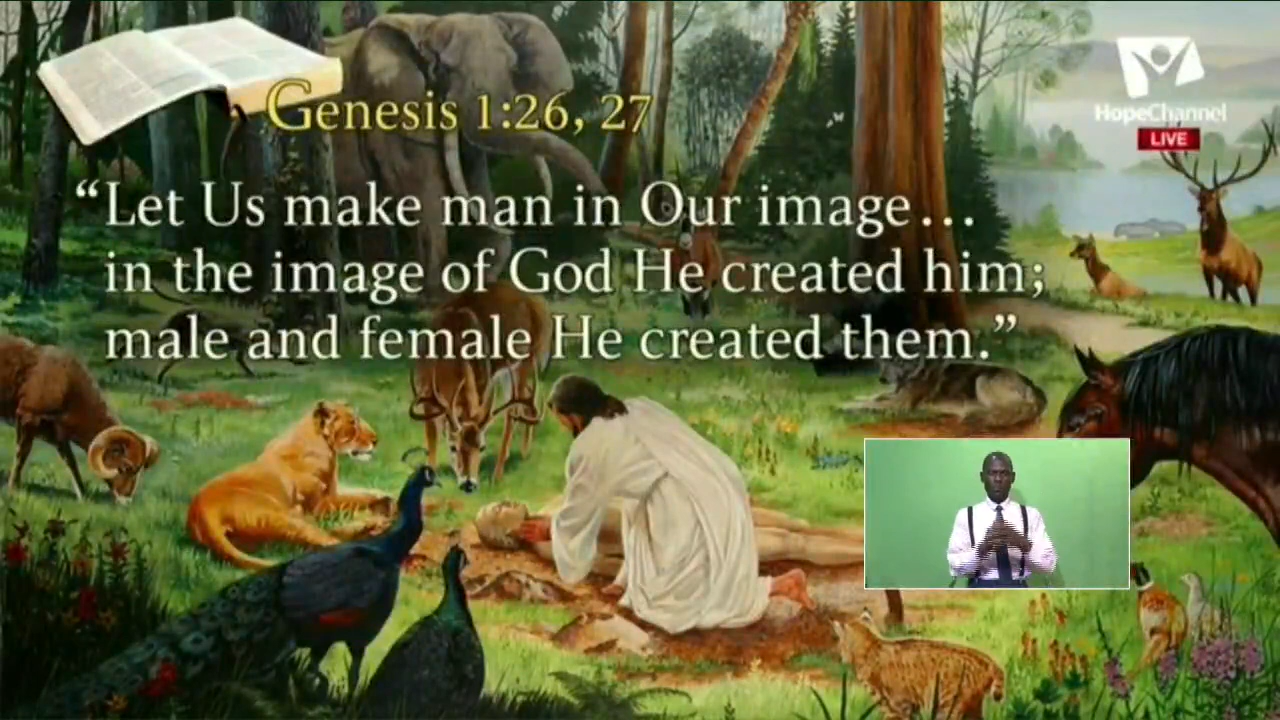 Genesis 1:26, 27
HopeChannel
LIVE
“Let Us make man in Our image...
in the image of God He created him;
male and female He created them.”